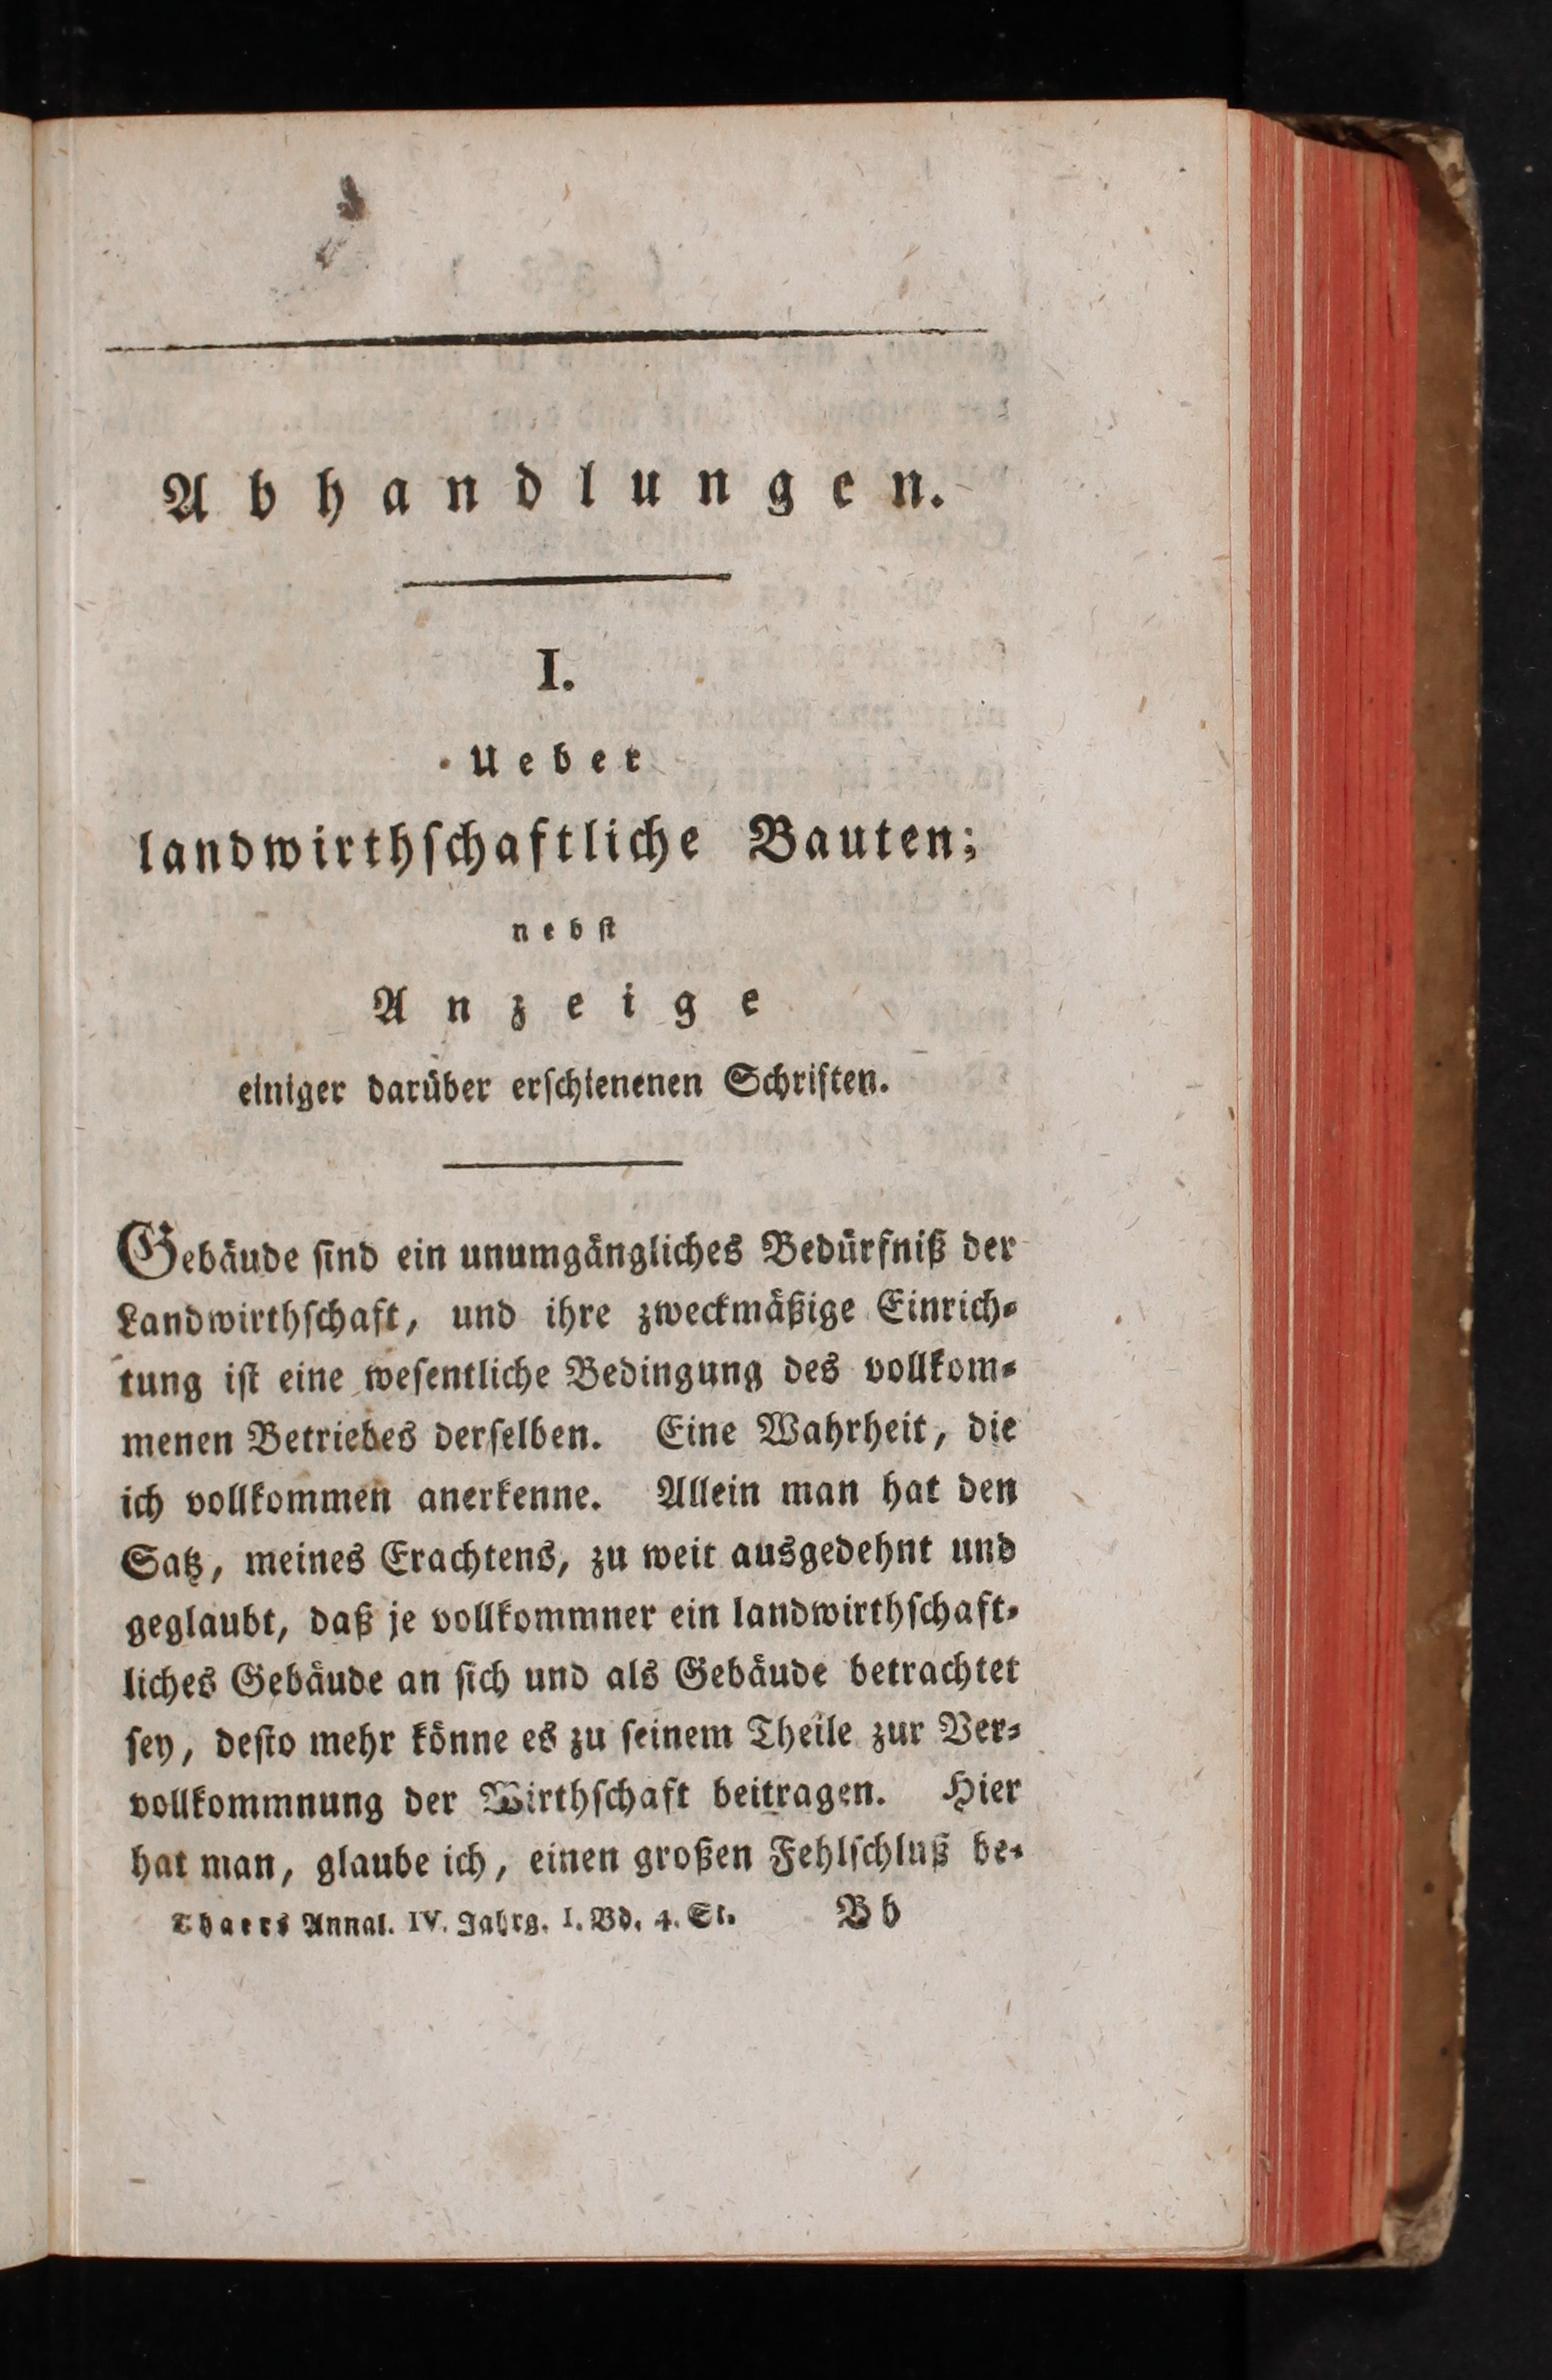 Abhandlungen.
I.
Ueber
landwirthſchaftliche Bauten;
nebſt
Anzeige
einiger darüber erſchienenen Schriften.
Gebäude ſind ein unumgängliches Bedürfniß der
Landwirthſchaft, und ihre zweckmäßige Einrich-
tung iſt eine weſentliche Bedingung des vollkom-
menen Betriebes derſelben. Eine Wahrheit, die
ich vollkommen anerkenne. Allein man hat den
Satz, meines Erachtens, zu weit ausgedehnt und
geglaubt, daß je vollkommner ein landwirthſchaft-
liches Gebäude an ſich und als Gebäude betrachtet
ſey, deſto mehr könne es zu ſeinem Theile zur Ver-
vollkommnung der Wirthſchaft beitragen. Hier
hat man, glaube ich, einen großen Fehlſchluß be-
Thaers Annal. IV. Jahrg. I. Bd. 4. St. Bb